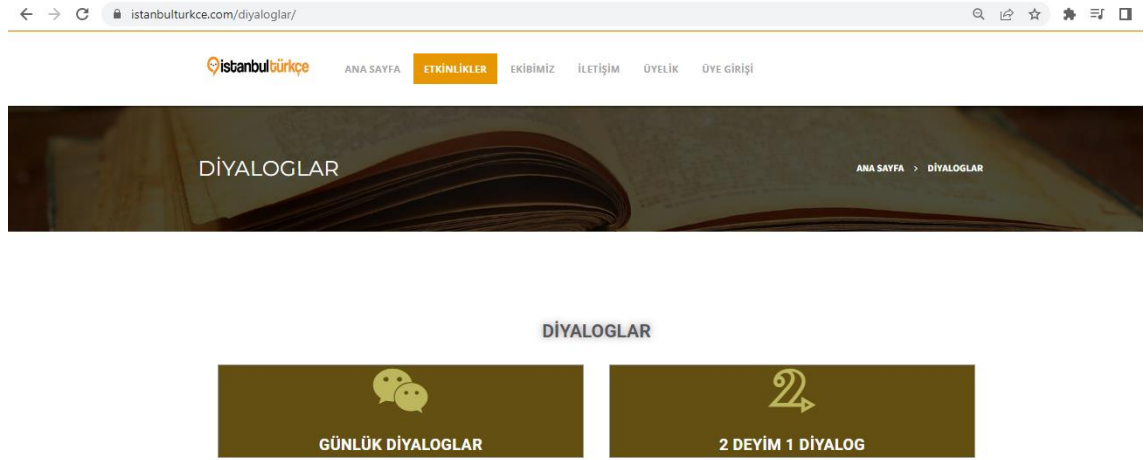 istanbulturkce.com/diyaloglar/
istanbultürkçe ANA SAYFA ETKİNLİKLER EKİBİMİZ İLETİŞİM ÜYELİK ÜYE GİRİŞİ
DİYALOGLAR ANA SAYFA > DİYALOGLAR
DİYALOGLAR
GÜNLÜK DİYALOGLAR 2 DEYİM 1 DİYALOG